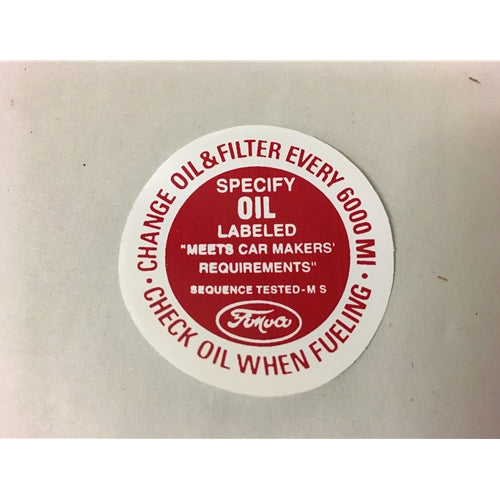 CHANGE OIL & FILTER EVERY 6000 MI •
SPECIFY
OIL
LABELED
"MEETS CAR MAKERS'
REQUIREMENTS"
SEQUENCE TESTED-M S
FoMoCo
• CHECK OIL WHEN FUELING